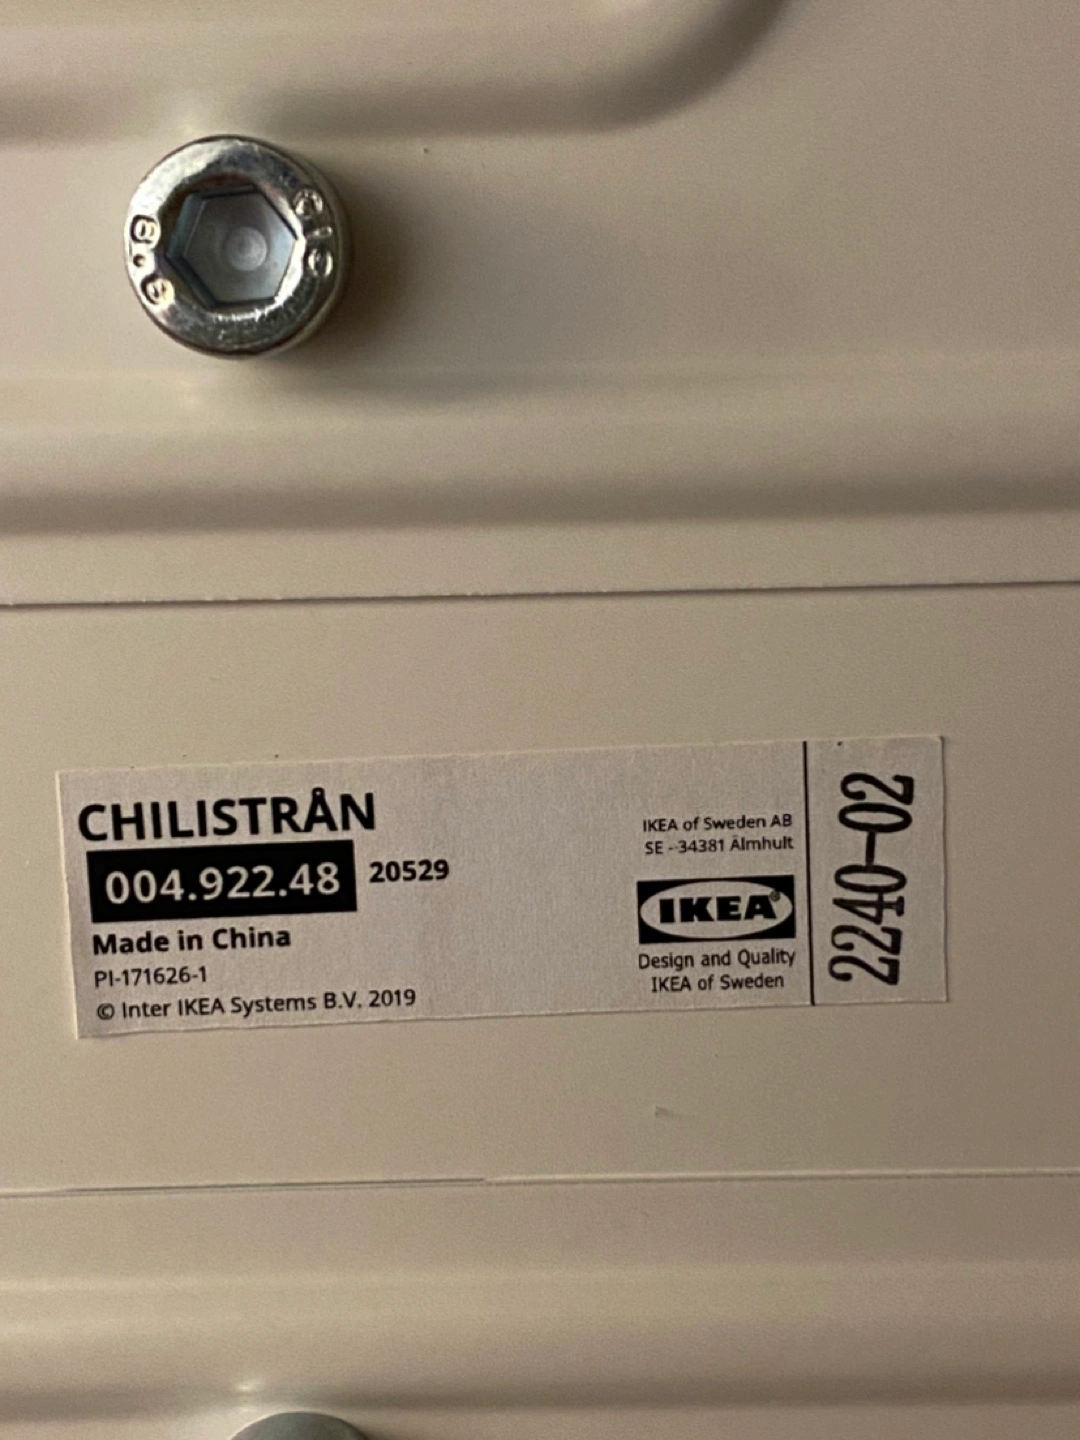 8.8
CHILISTRÅN
004.922.48 20529
Made in China
PI-171626-1
© Inter IKEA Systems B.V. 2019
IKEA of Sweden AB
SE - 34381 Älmhult
IKEA®
Design and Quality
IKEA of Sweden
2240-02